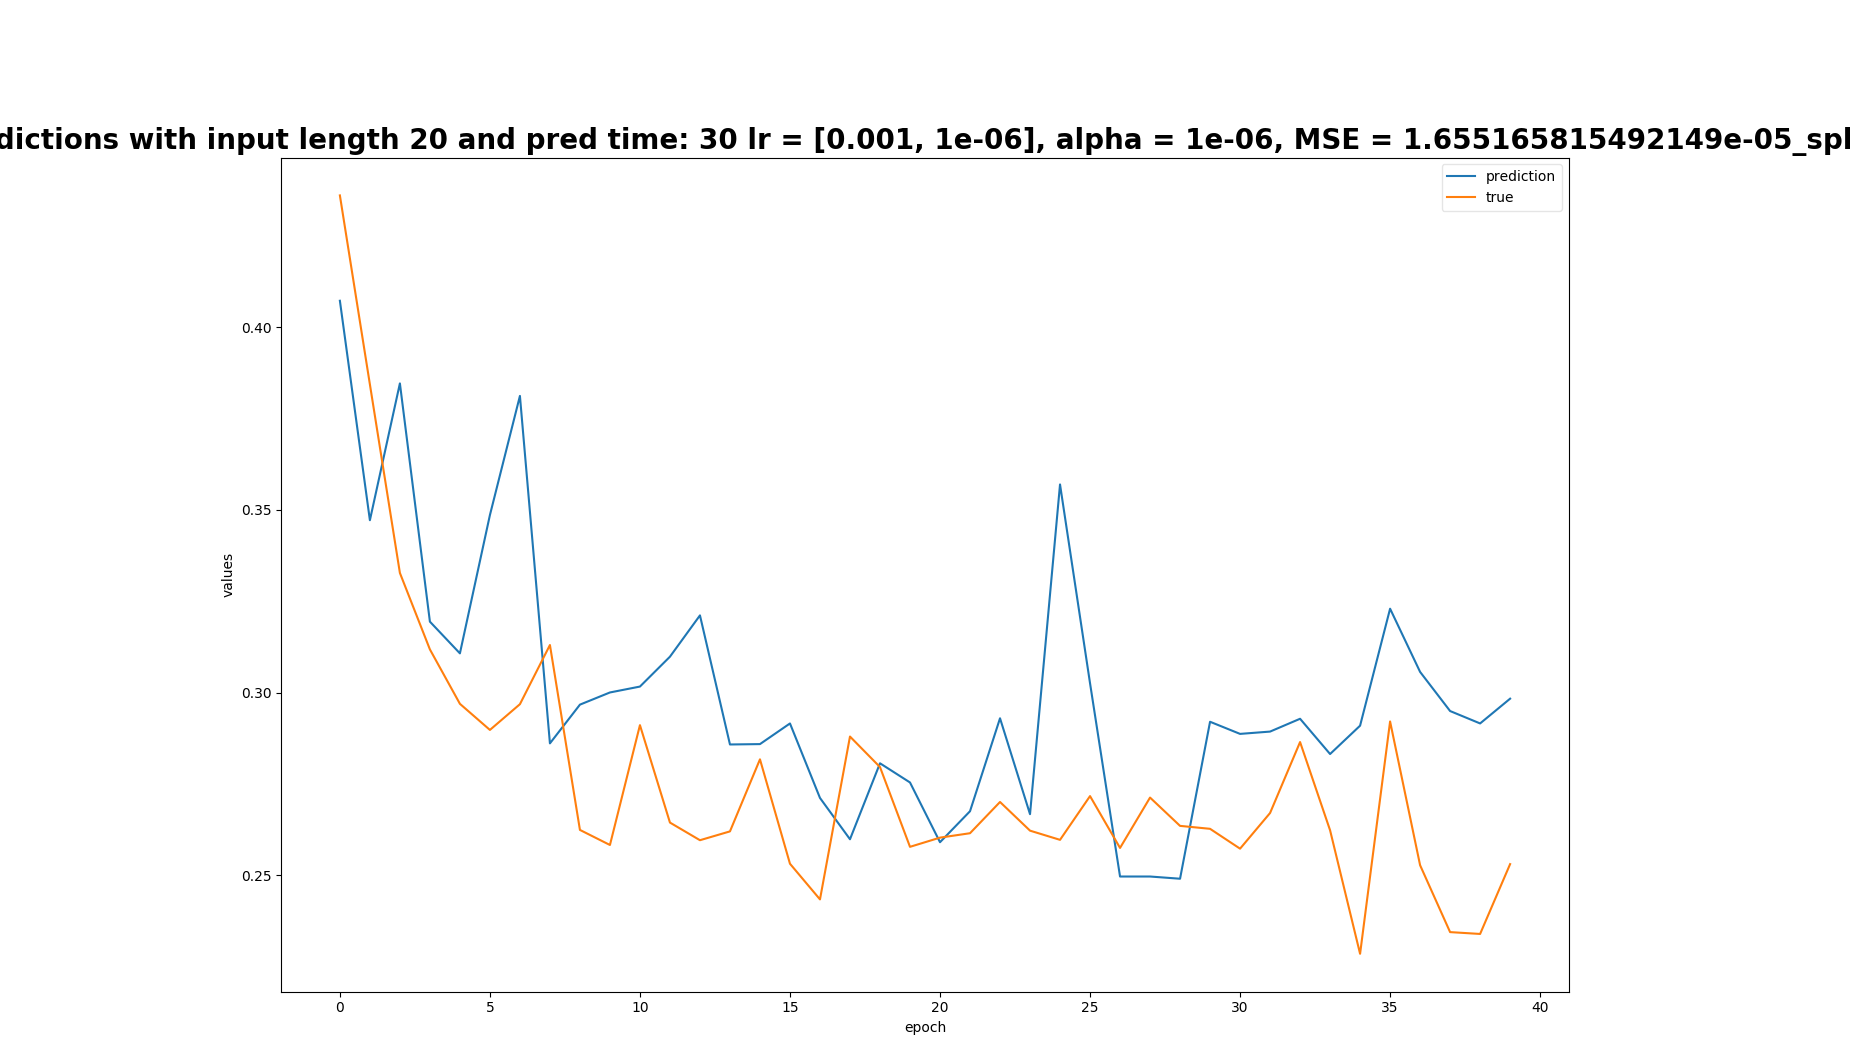 dictions with input length 20 and pred time: 30 lr = [0.001, 1e-06], alpha = 1e-06, MSE = 1.655165815492149e-05_spl
prediction
true
0.40
0.35
0.30
0.25
values
0 5 10 15 20 25 30 35 40
epoch